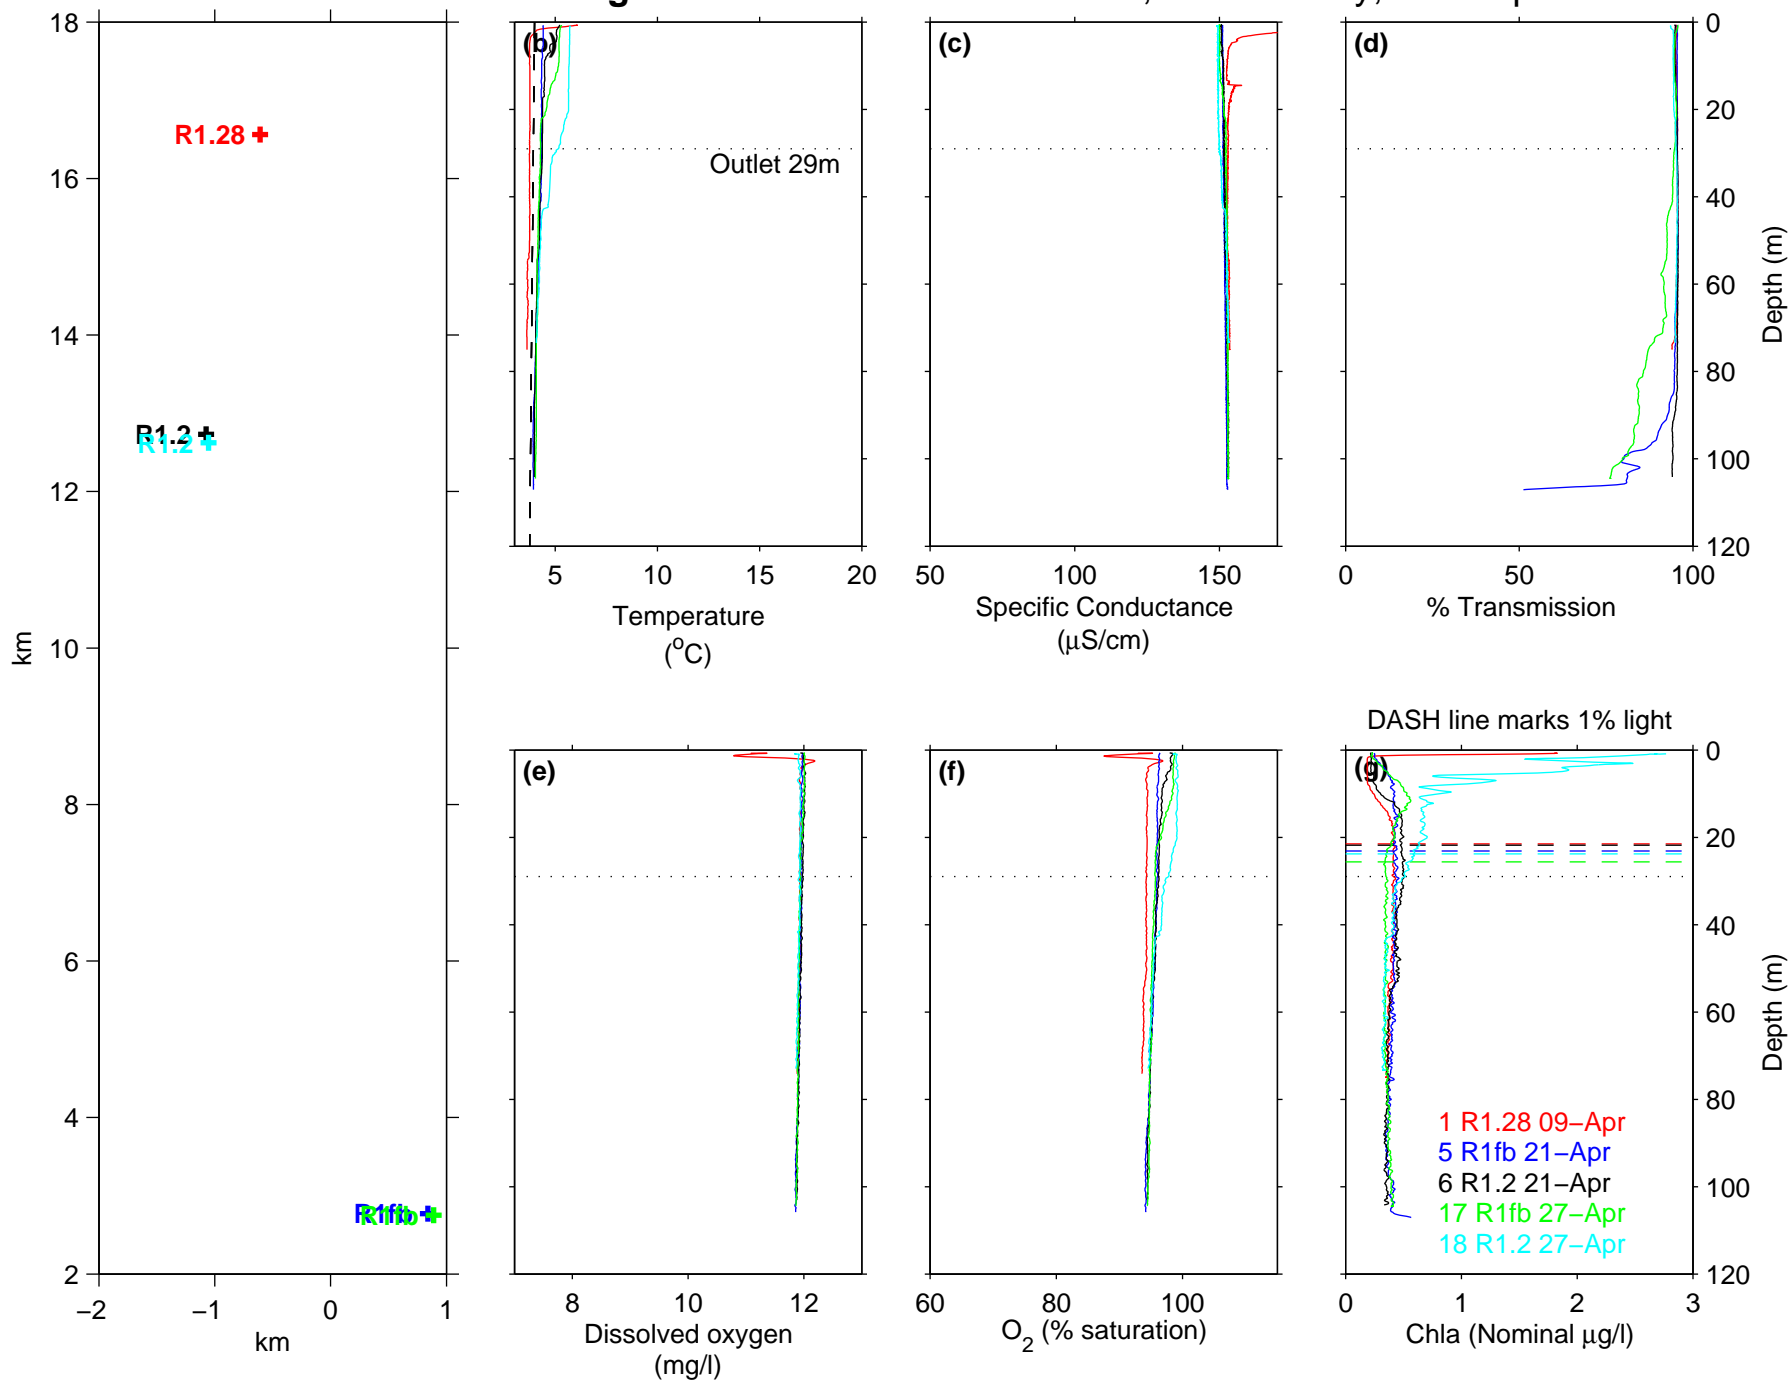 18
16
14
12
10
8
6
4
2
km
−2 −1 0 1
km
R1.28
R1.2
R1.2
R1fb
R1fb
(b)
Outlet 29m
5 10 15 20
Temperature
(oC)
(c)
50 100 150
Specific Conductance
(μS/cm)
(d)
0
20
40
60
80
100
120
Depth (m)
0 50 100
% Transmission
(e)
8 10 12
Dissolved oxygen
(mg/l)
(f)
60 80 100
O2 (% saturation)
DASH line marks 1% light
(g)
0
20
40
60
80
100
120
Depth (m)
1 R1.28 09−Apr
5 R1fb 21−Apr
6 R1.2 21−Apr
17 R1fb 27−Apr
18 R1.2 27−Apr
0 1 2 3
Chla (Nominal μg/l)